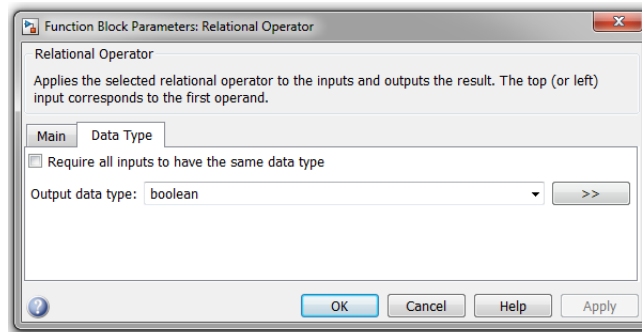 Function Block Parameters: Relational Operator
Relational Operator
Applies the selected relational operator to the inputs and outputs the result. The top (or left)
input corresponds to the first operand.
Main Data Type
Require all inputs to have the same data type
Output data type: boolean >>
OK Cancel Help Apply